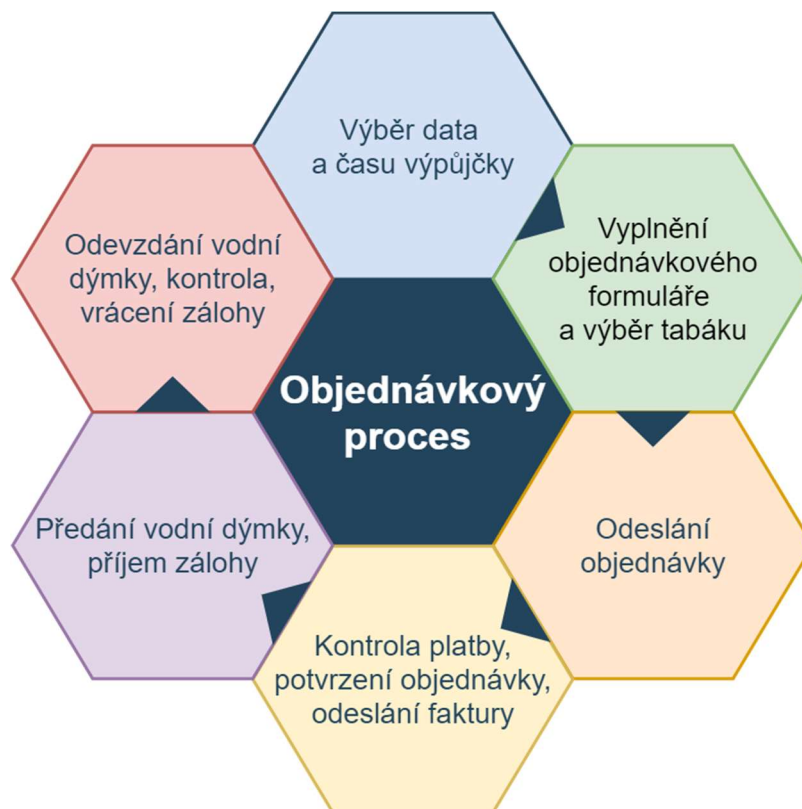 Výběr data
a času výpůjčky
Vyplnění
objednávkového
formuláře
a výběr tabáku
Odeslání
objednávky
Kontrola platby,
potvrzení objednávky,
odeslání faktury
Předání vodní dýmky,
příjem zálohy
Odevzdání vodní
dýmky, kontrola,
vrácení zálohy
Objednávkový
proces